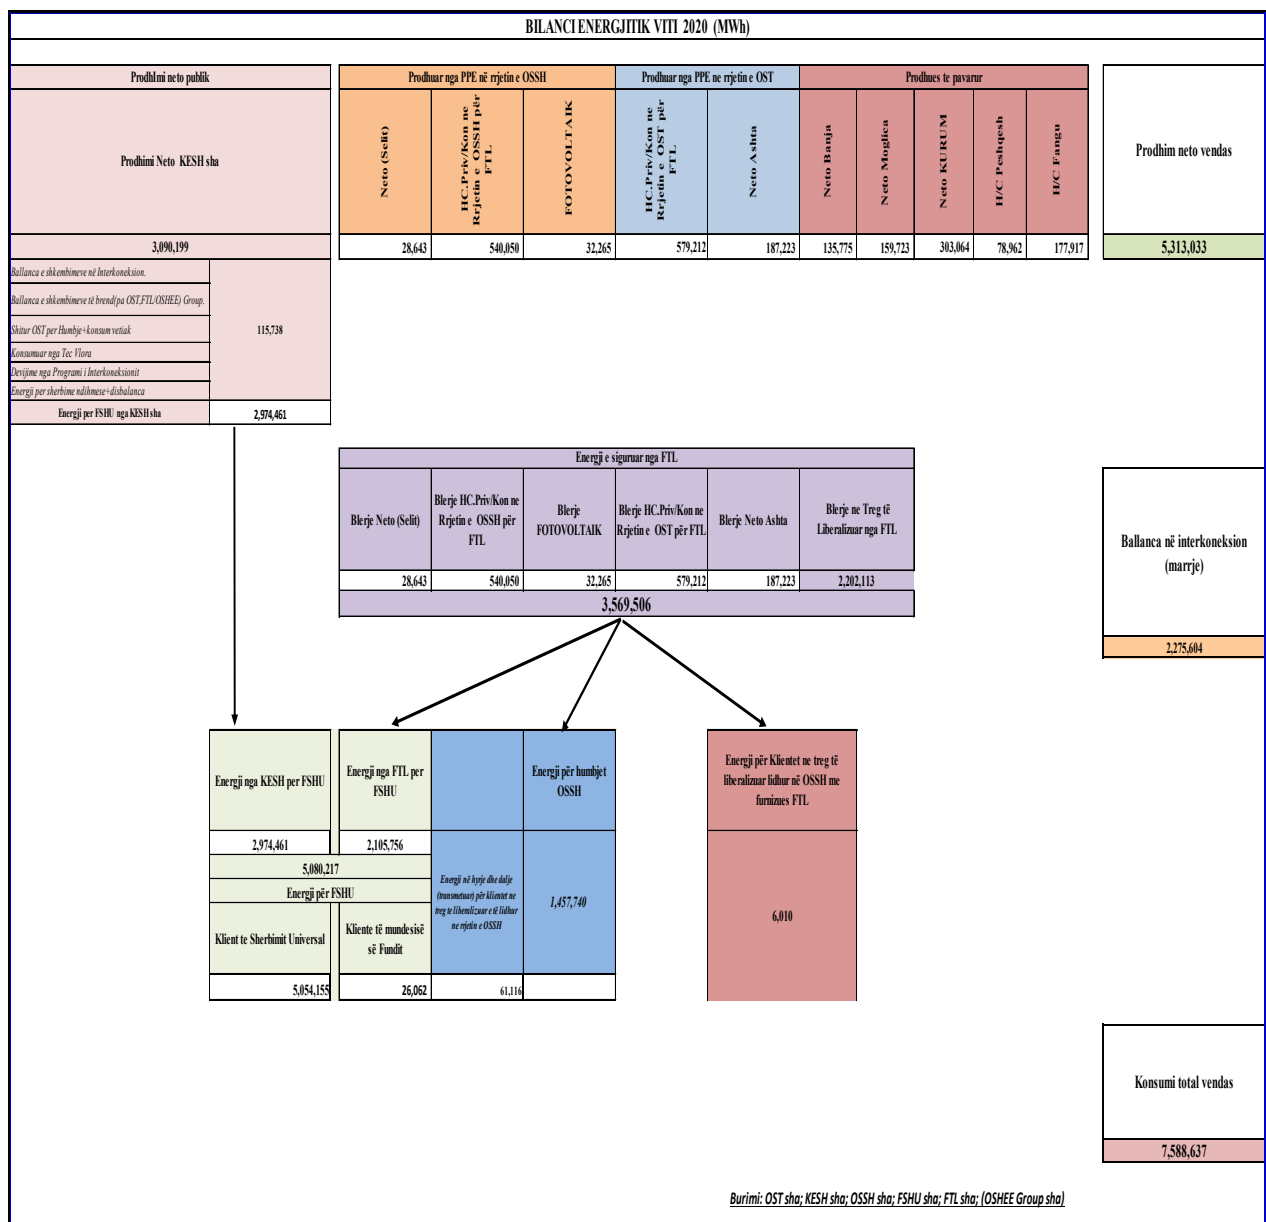 BILANCI ENERGJITIK VITI 2020 (MWh)
ProdhImi neto publik
Prodhuar nga PPE në rrjetin e OSSH
Prodhuar nga PPE ne rrjetin e OST
Prodhues te pavarur
Prodhimi Neto KESH sha
Neto (Selit)
HC.Priv/Kon ne
Rrjetin e OSSH për
FTL
FOTOVOLTAIK
HC.Priv/Kon ne
Rrjetin e OST për
FTL
Neto Ashta
Neto Banja
Neto Moglica
Neto KURUM
H/C Peshqesh
H/C Fangu
Prodhim neto vendas
3,090,199
28,643
540,050
32,265
579,212
187,223
135,775
159,723
303,064
78,962
177,917
5,313,033
Ballanca e shkembimeve në Interkoneksion.
Ballanca e shkembimeve të brend(pa OST,FTL/OSHEE) Group.
Shitur OST per Humbje+konsum vetiak
115,738
Konsumuar nga Tec Vlora
Devijime nga Programi i Interkoneksionit
Energji per sherbime ndihmese+disbalanca
Energji per FSHU nga KESH sha
2,974,461
Energji e siguruar nga FTL
Blerje Neto (Selit)
Blerje HC.Priv/Kon ne
Rrjetin e OSSH për
FTL
Blerje
FOTOVOLTAIK
Blerje HC.Priv/Kon ne
Rrjetin e OST për FTL
Blerje Neto Ashta
Blerje ne Treg të
Liberalizuar nga FTL
Ballanca në interkoneksion
(marrje)
28,643
540,050
32,265
579,212
187,223
2,202,113
3,569,506
2,275,604
Energji nga KESH per FSHU
Energji nga FTL per
FSHU
Energji për humbjet
OSSH
Energji për Klientet ne treg të
liberalizuar lidhur në OSSH me
furnizues FTL
2,974,461
2,105,756
5,080,217
Energji për FSHU
Energji në hyrje dhe dalje
(transmetuar) për klientet ne
treg te liberalizuar e të lidhur
ne rrjetin e OSSH
1,457,740
6,010
Klient te Sherbimit Universal
Kliente të mundesisë
së Fundit
5,054,155
26,062
61,116
Konsumi total vendas
7,588,637
Burimi: OST sha; KESH sha; OSSH sha; FSHU sha; FTL sha; (OSHEE Group sha)